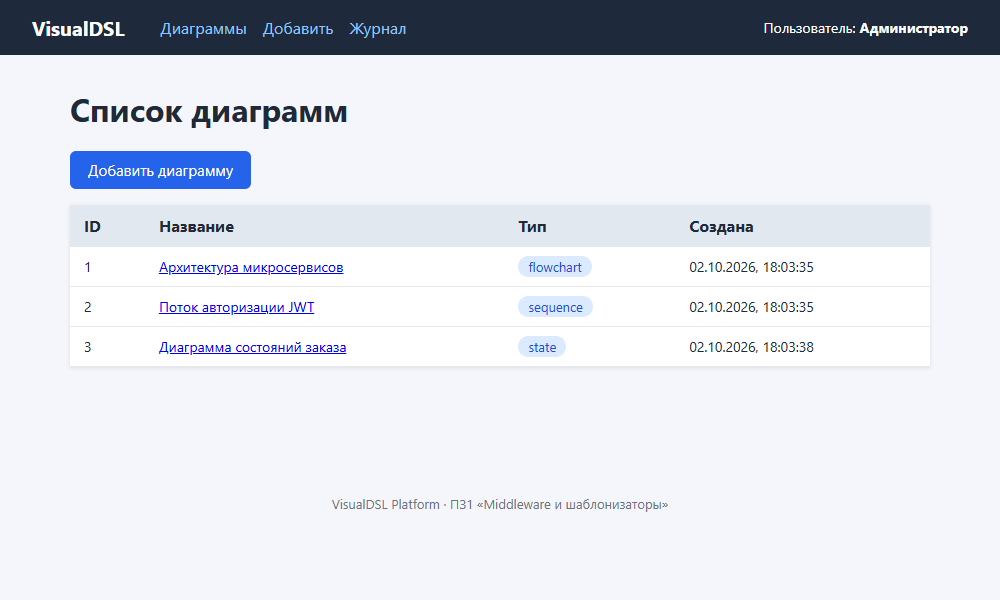 VisualDSL Диаграммы Добавить Журнал Пользователь: Администратор
Список диаграмм
Добавить диаграмму
ID Название Тип Создана
1 Архитектура микросервисов flowchart 02.10.2026, 18:03:35
2 Поток авторизации JWT sequence 02.10.2026, 18:03:35
3 Диаграмма состояний заказа state 02.10.2026, 18:03:38
VisualDSL Platform · ПЗ1 «Middleware и шаблонизаторы»